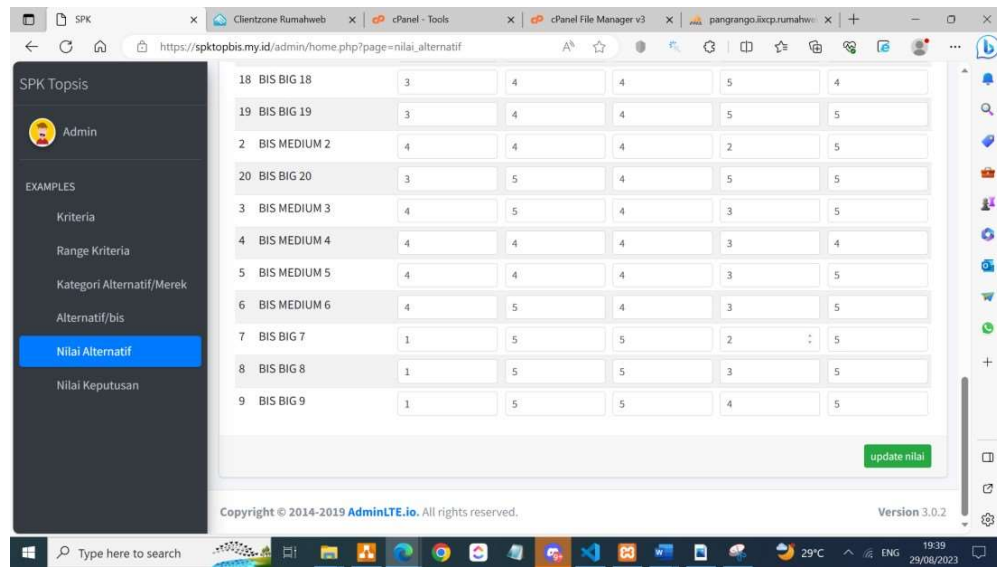 SPK
Clientzone Rumahweb
cPanel - Tools
cPanel File Manager v3
pangrango.iixcp.rumahwe
https://spktopbis.my.id/admin/home.php?page=nilai_alternatif
SPK Topsis
Admin
EXAMPLES
Kriteria
Range Kriteria
Kategori Alternatif/Merek
Alternatif/bis
Nilai Alternatif
Nilai Keputusan
18 BIS BIG 18 3 4 4 5 4
19 BIS BIG 19 3 4 4 5 5
2 BIS MEDIUM 2 4 4 4 2 5
20 BIS BIG 20 3 5 4 5 5
3 BIS MEDIUM 3 4 5 4 3 5
4 BIS MEDIUM 4 4 4 4 3 4
5 BIS MEDIUM 5 4 4 4 3 5
6 BIS MEDIUM 6 4 5 4 3 5
7 BIS BIG 7 1 5 5 2 5
8 BIS BIG 8 1 5 5 3 5
9 BIS BIG 9 1 5 5 4 5
update nilai
Copyright © 2014-2019 AdminLTE.io. All rights reserved.
Version 3.0.2
Type here to search
29°C
ENG
19:39
29/08/2023